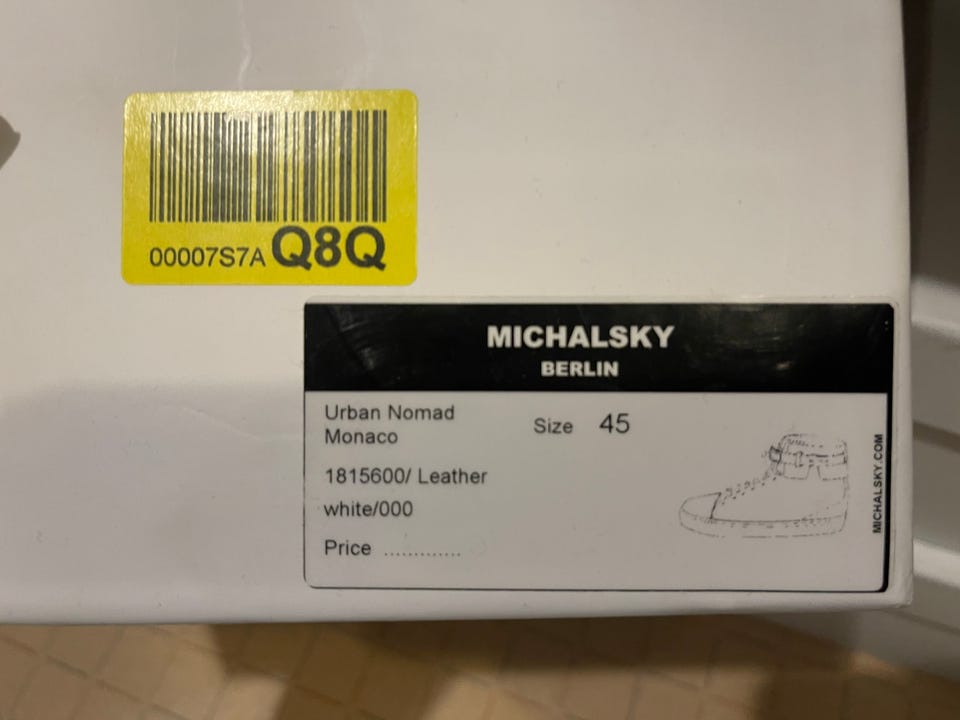 00007S7A Q8Q
MICHALSKY
BERLIN
Urban Nomad
Monaco
Size 45
1815600/ Leather
white/000
Price .............
MICHALSKY.COM